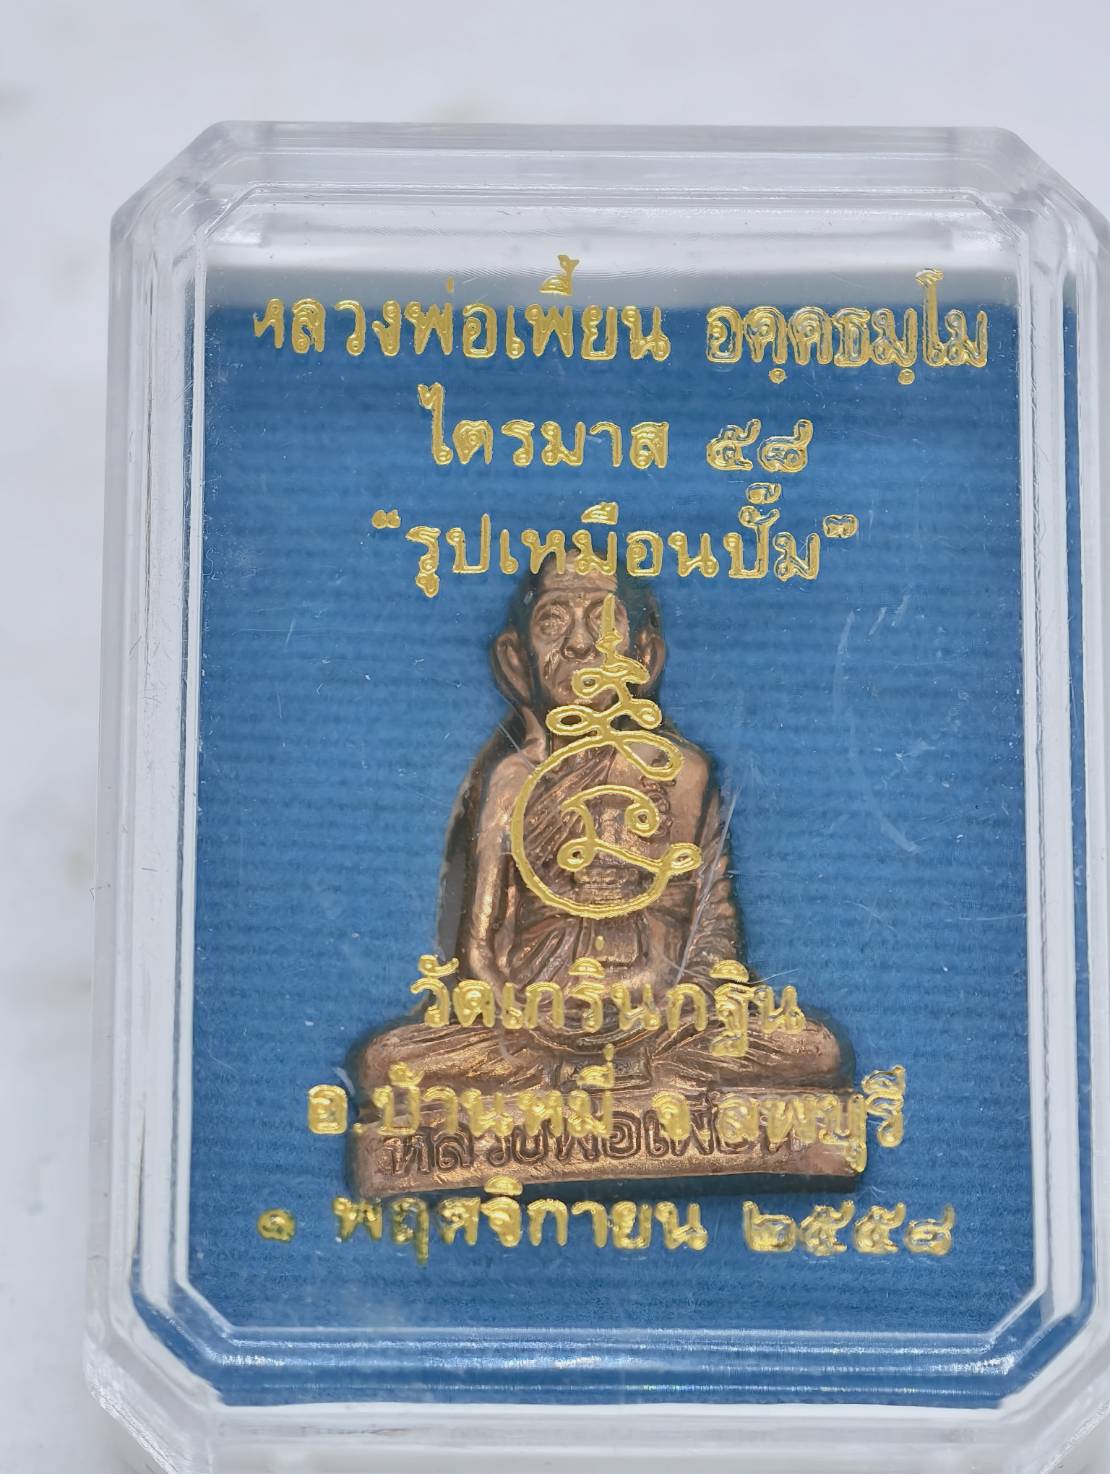 หลวงพ่อเพี้ยน อคฺคธมฺโม
ไตรมาส ๕๘
"รูปเหมือนปั๊ม"
วัดเกริ่นกฐิน
อ.บ้านหมี่ จ.ลพบุรี
หลวงพ่อเพี้ยน
๑ พฤศจิกายน ๒๕๕๘